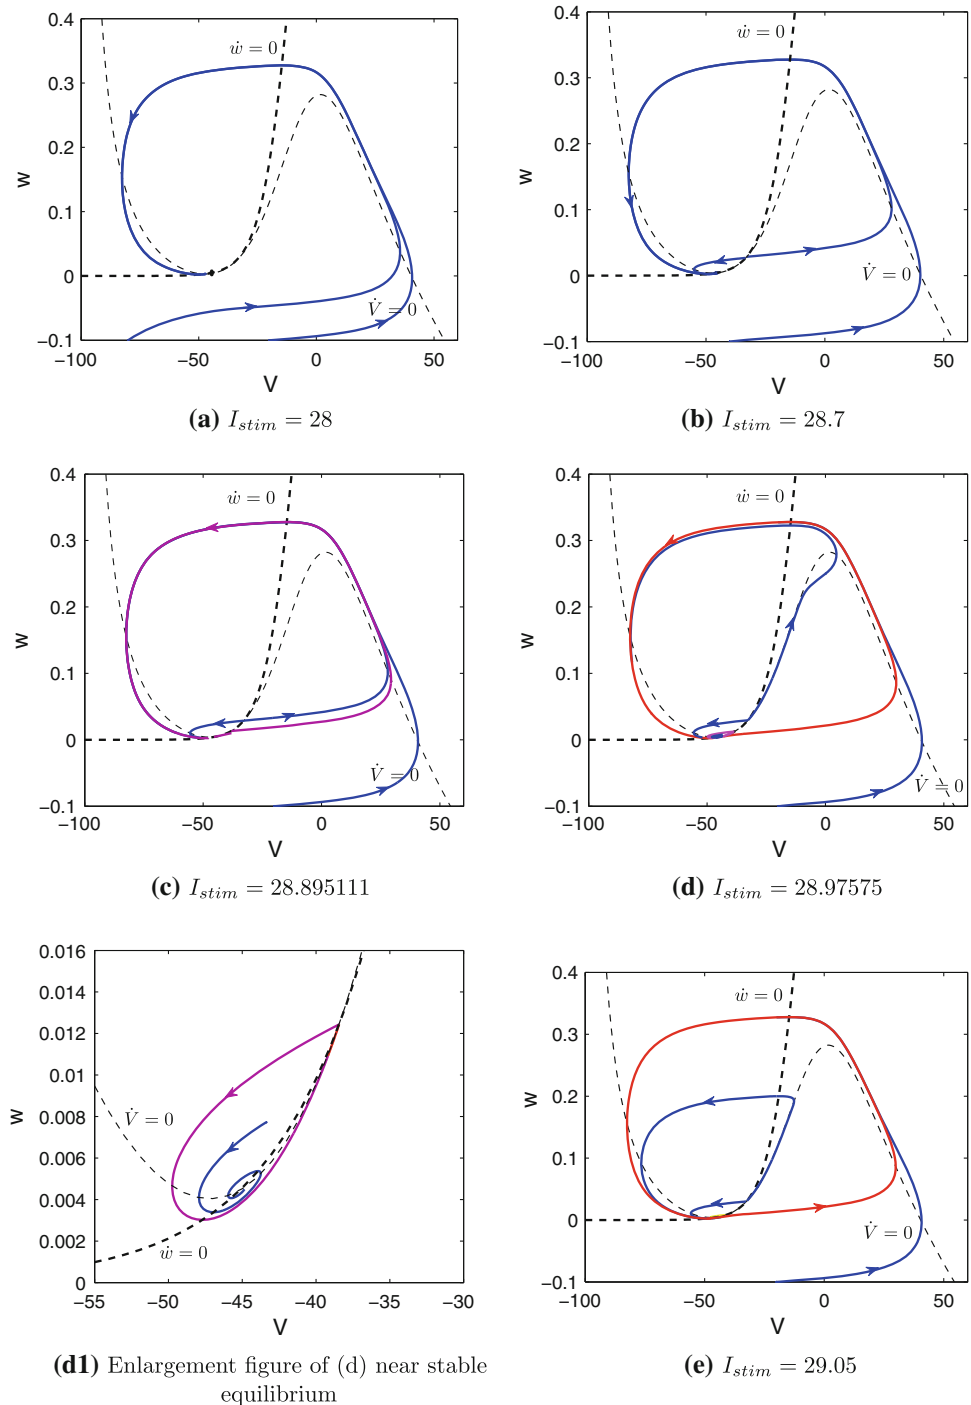 0.4
0.3
0.2
0.1
0
−0.1
w
ẇ = 0
V̇ = 0
−100
−50
0
50
V
(a) I_stim = 28
0.4
0.3
0.2
0.1
0
−0.1
w
ẇ = 0
V̇ = 0
−100
−50
0
50
V
(b) I_stim = 28.7
0.4
0.3
0.2
0.1
0
−0.1
w
ẇ = 0
V̇ = 0
−100
−50
0
50
V
(c) I_stim = 28.895111
0.4
0.3
0.2
0.1
0
−0.1
w
ẇ = 0
V̇ = 0
−100
−50
0
50
V
(d) I_stim = 28.97575
0.016
0.014
0.012
0.01
0.008
0.006
0.004
0.002
0
w
V̇ = 0
ẇ = 0
−55
−50
−45
−40
−35
−30
V
(d1) Enlargement figure of (d) near stable
equilibrium
0.4
0.3
0.2
0.1
0
−0.1
w
ẇ = 0
V̇ = 0
−100
−50
0
50
V
(e) I_stim = 29.05